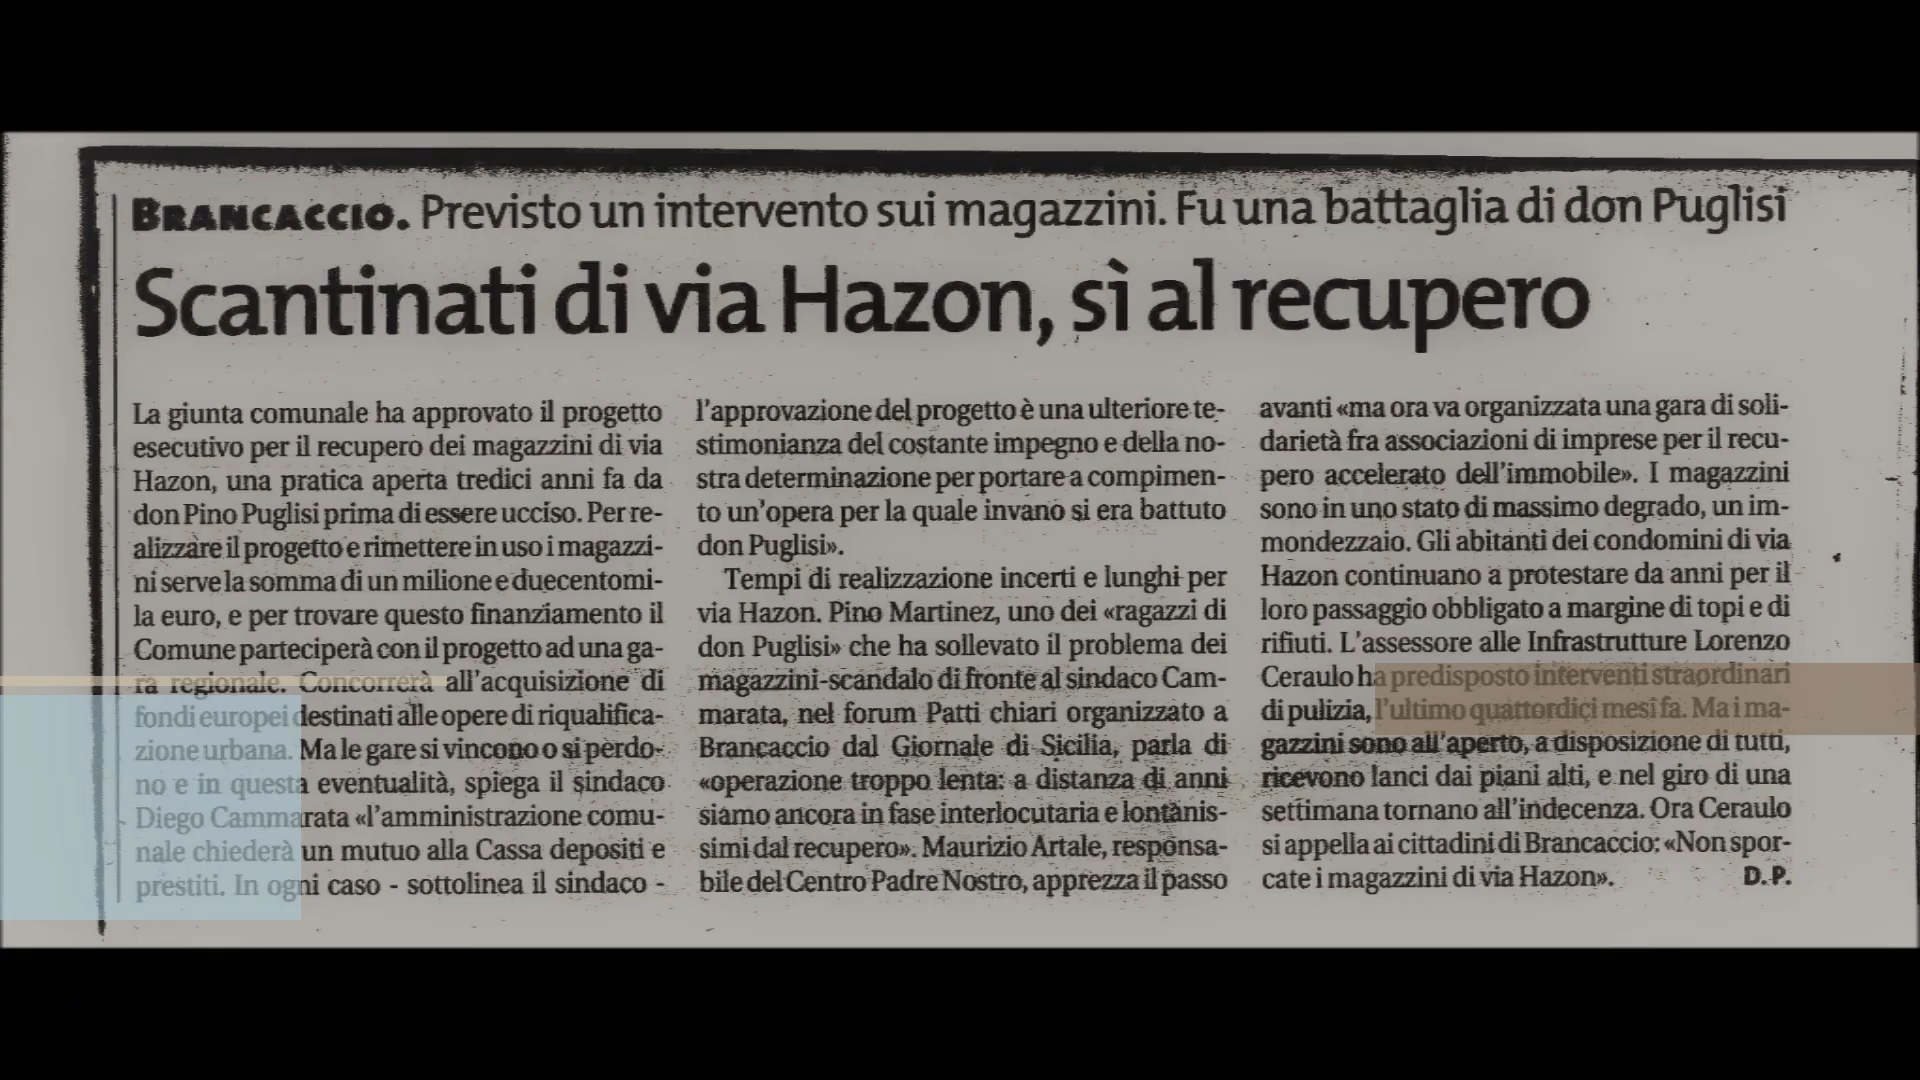 BRANCACCIO. Previsto un intervento sui magazzini. Fu una battaglia di don Puglisi
Scantinati di via Hazon, sì al recupero
La giunta comunale ha approvato il progetto
esecutivo per il recupero dei magazzini di via
Hazon, una pratica aperta tredici anni fa da
don Pino Puglisi prima di essere ucciso. Per re-
alizzare il progetto e rimettere in uso i magazzi-
ni serve la somma di un milione e duecentomi-
la euro, e per trovare questo finanziamento il
Comune parteciperà con il progetto ad una ga-
ra regionale. Concorrerà all'acquisizione di
fondi europei destinati alle opere di riqualifica-
zione urbana. Ma le gare si vincono o si perdo-
no e in questa eventualità, spiega il sindaco
Diego Cammarata «l'amministrazione comu-
nale chiederà un mutuo alla Cassa depositi e
prestiti. In ogni caso - sottolinea il sindaco -
l'approvazione del progetto è una ulteriore te-
stimonianza del costante impegno e della no-
stra determinazione per portare a compimen-
to un'opera per la quale invano si era battuto
don Puglisi».
Tempi di realizzazione incerti e lunghi per
via Hazon. Pino Martinez, uno dei «ragazzi di
don Puglisi» che ha sollevato il problema dei
magazzini-scandalo di fronte al sindaco Cam-
marata, nel forum Patti chiari organizzato a
Brancaccio dal Giornale di Sicilia, parla di
«operazione troppo lenta: a distanza di anni
siamo ancora in fase interlocutaria e lontanis-
simi dal recupero». Maurizio Artale, responsa-
bile del Centro Padre Nostro, apprezza il passo
avanti «ma ora va organizzata una gara di soli-
darietà fra associazioni di imprese per il recu-
pero accelerato dell'immobile». I magazzini
sono in uno stato di massimo degrado, un im-
mondezzaio. Gli abitanti dei condomini di via
Hazon continuano a protestare da anni per il
loro passaggio obbligato a margine di topi e di
rifiuti. L'assessore alle Infrastrutture Lorenzo
Ceraulo ha predisposto interventi straordinari
di pulizia, l'ultimo quattordici mesi fa. Ma i ma-
gazzini sono all'aperto, a disposizione di tutti,
ricevono lanci dai piani alti, e nel giro di una
settimana tornano all'indecenza. Ora Ceraulo
si appella ai cittadini di Brancaccio: «Non spor-
cate i magazzini di via Hazon». D.P.